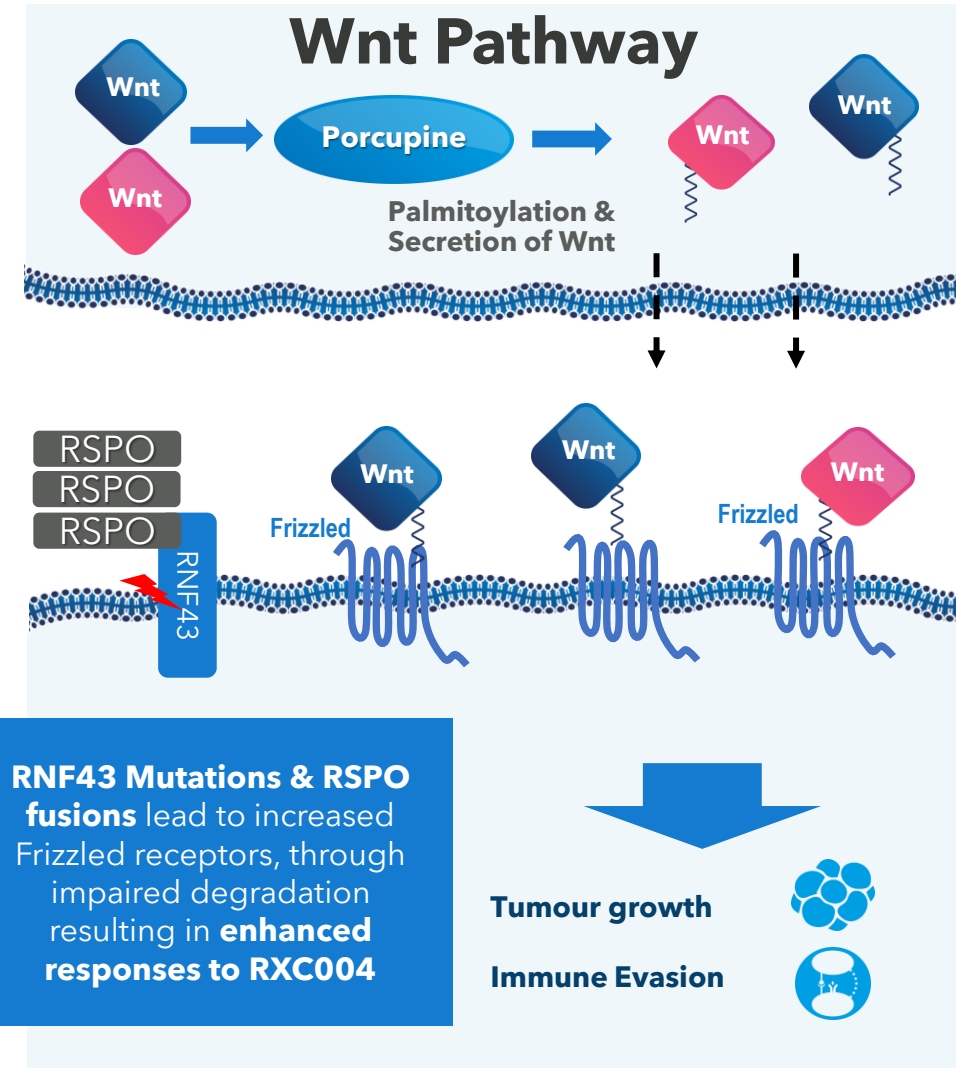 Wnt Pathway
Wnt
Wnt
Porcupine
Wnt
Wnt
Palmitoylation &
Secretion of Wnt
RSPO
RSPO
RSPO
RNF43
Frizzled
Wnt
Wnt
Frizzled
Wnt
RNF43 Mutations & RSPO
fusions lead to increased
Frizzled receptors, through
impaired degradation
resulting in enhanced
responses to RXC004
Tumour growth
Immune Evasion